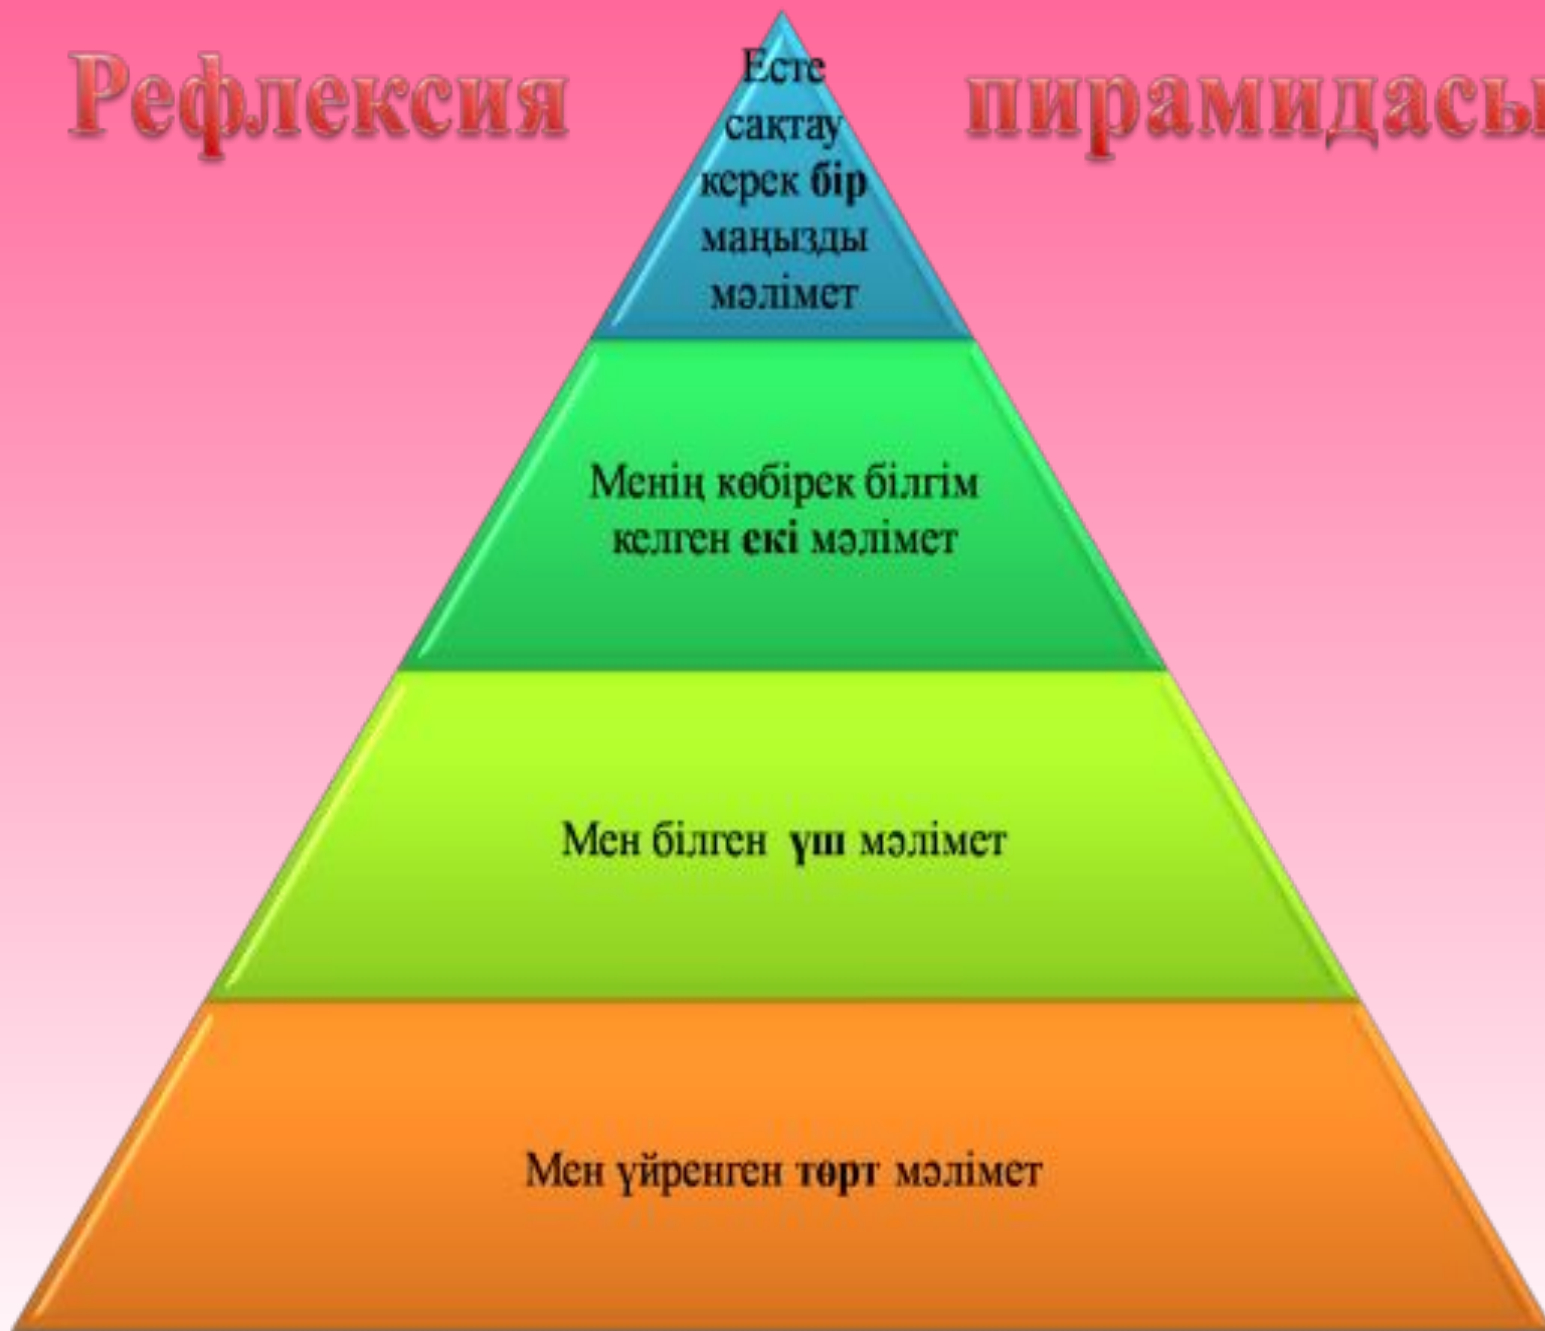 Рефлексия пирамидасы
Есте
сақтау
керек бір
маңызды
мәлімет
Менің көбірек білгім
келген екі мәлімет
Мен білген үш мәлімет
Мен үйренген төрт мәлімет